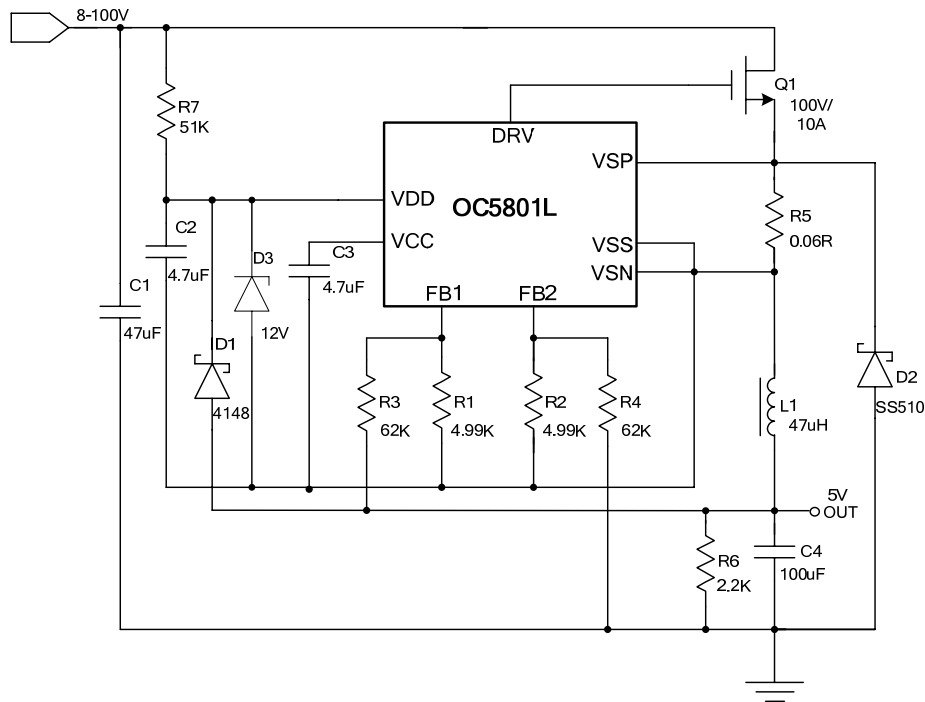 8-100V
Q1
100V/
10A
R7
51K
DRV
VSP
OC5801L
VDD
VCC
VSS
VSN
FB1
FB2
R5
0.06R
C2
4.7uF
D3
12V
C3
4.7uF
C1
47uF
D1
4148
R3
62K
R1
4.99K
R2
4.99K
R4
62K
L1
47uH
D2
SS510
5V
OUT
R6
2.2K
C4
100uF